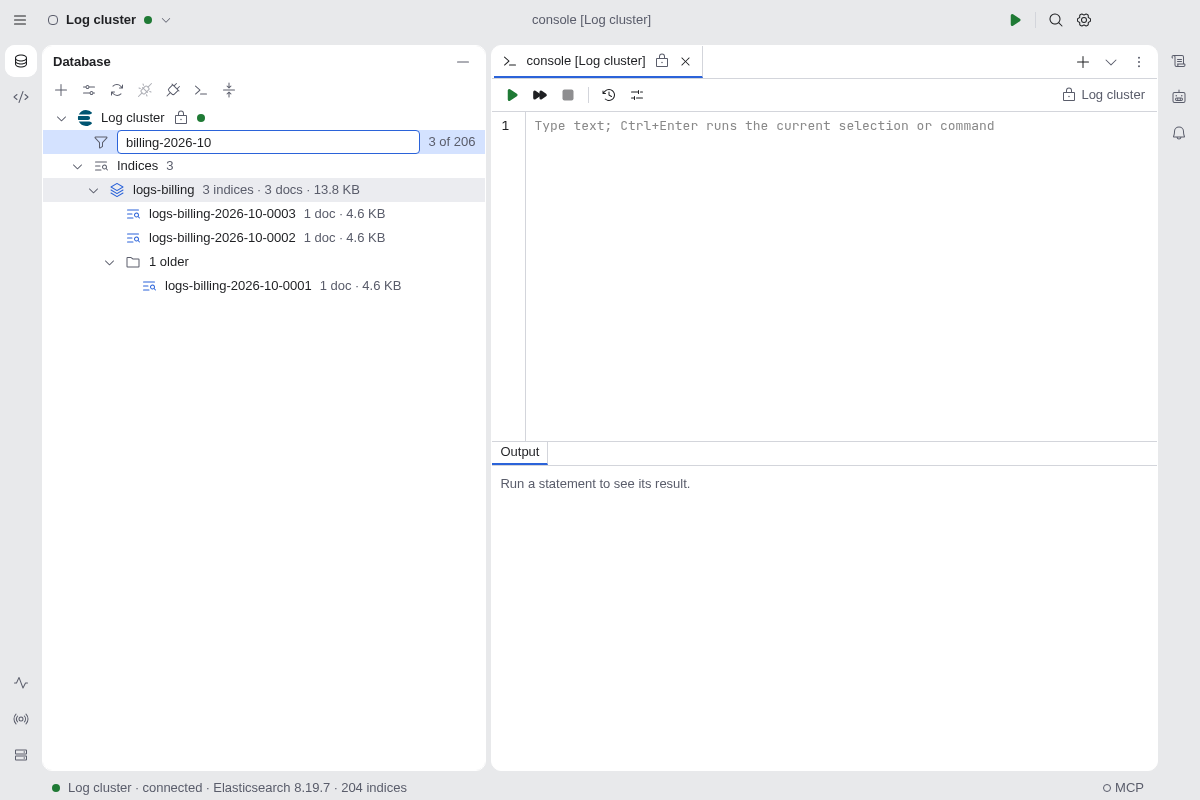 Log cluster
console [Log cluster]
Database
Log cluster
billing-2026-10
3 of 206
Indices 3
logs-billing 3 indices · 3 docs · 13.8 KB
logs-billing-2026-10-0003 1 doc · 4.6 KB
logs-billing-2026-10-0002 1 doc · 4.6 KB
1 older
logs-billing-2026-10-0001 1 doc · 4.6 KB
console [Log cluster]
Log cluster
1 Type text; Ctrl+Enter runs the current selection or command
Output
Run a statement to see its result.
Log cluster · connected · Elasticsearch 8.19.7 · 204 indices
MCP